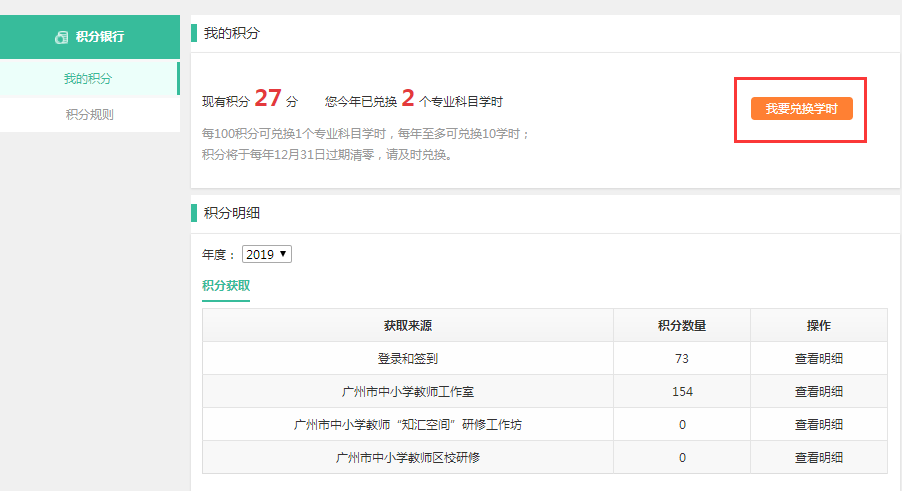 积分银行
我的积分
积分规则
我的积分
现有积分 27 分 您今年已兑换 2 个专业科目学时
我要兑换学时
每100积分可兑换1个专业科目学时，每年至多可兑换10学时；
积分将于每年12月31日过期清零，请及时兑换。
积分明细
年度： 2019
积分获取
获取来源 积分数量 操作
登录和签到 73 查看明细
广州市中小学教师工作室 154 查看明细
广州市中小学教师“知汇空间”研修工作坊 0 查看明细
广州市中小学教师区校研修 0 查看明细